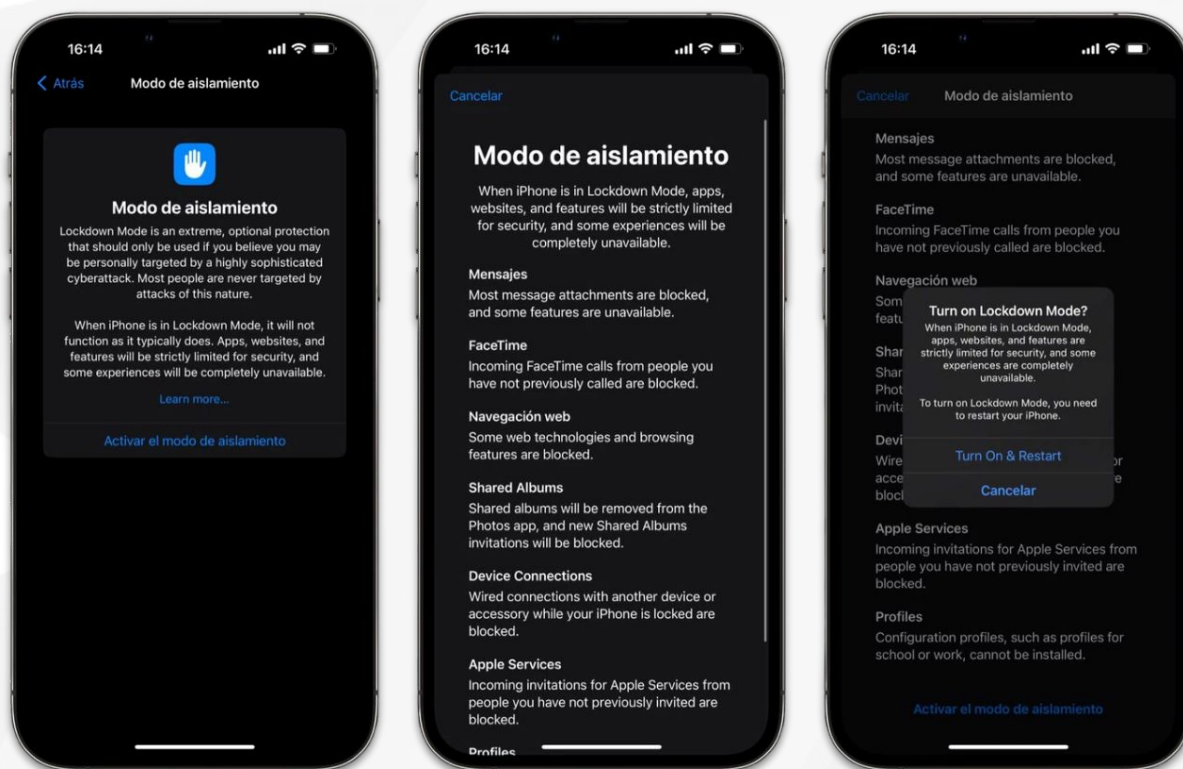 16:14
Atrás
Modo de aislamiento
Modo de aislamiento
Lockdown Mode is an extreme, optional protection
that should only be used if you believe you may
be personally targeted by a highly sophisticated
cyberattack. Most people are never targeted by
attacks of this nature.
When iPhone is in Lockdown Mode, it will not
function as it typically does. Apps, websites, and
features will be strictly limited for security, and
some experiences will be completely unavailable.
Learn more...
Activar el modo de aislamiento
16:14
Cancelar
Modo de aislamiento
When iPhone is in Lockdown Mode, apps,
websites, and features will be strictly limited
for security, and some experiences will be
completely unavailable.
Mensajes
Most message attachments are blocked,
and some features are unavailable.
FaceTime
Incoming FaceTime calls from people you
have not previously called are blocked.
Navegación web
Some web technologies and browsing
features are blocked.
Shared Albums
Shared albums will be removed from the
Photos app, and new Shared Albums
invitations will be blocked.
Device Connections
Wired connections with another device or
accessory while your iPhone is locked are
blocked.
Apple Services
Incoming invitations for Apple Services from
people you have not previously invited are
blocked.
Profiles
16:14
Cancelar
Modo de aislamiento
Mensajes
Most message attachments are blocked,
and some features are unavailable.
FaceTime
Incoming FaceTime calls from people you
have not previously called are blocked.
Navegación web
Turn on Lockdown Mode?
When iPhone is in Lockdown Mode,
apps, websites, and features are
strictly limited for security, and some
experiences are completely
unavailable.
To turn on Lockdown Mode, you need
to restart your iPhone.
Turn On & Restart
Cancelar
Apple Services
Incoming invitations for Apple Services from
people you have not previously invited are
blocked.
Profiles
Configuration profiles, such as profiles for
school or work, cannot be installed.
Activar el modo de aislamiento